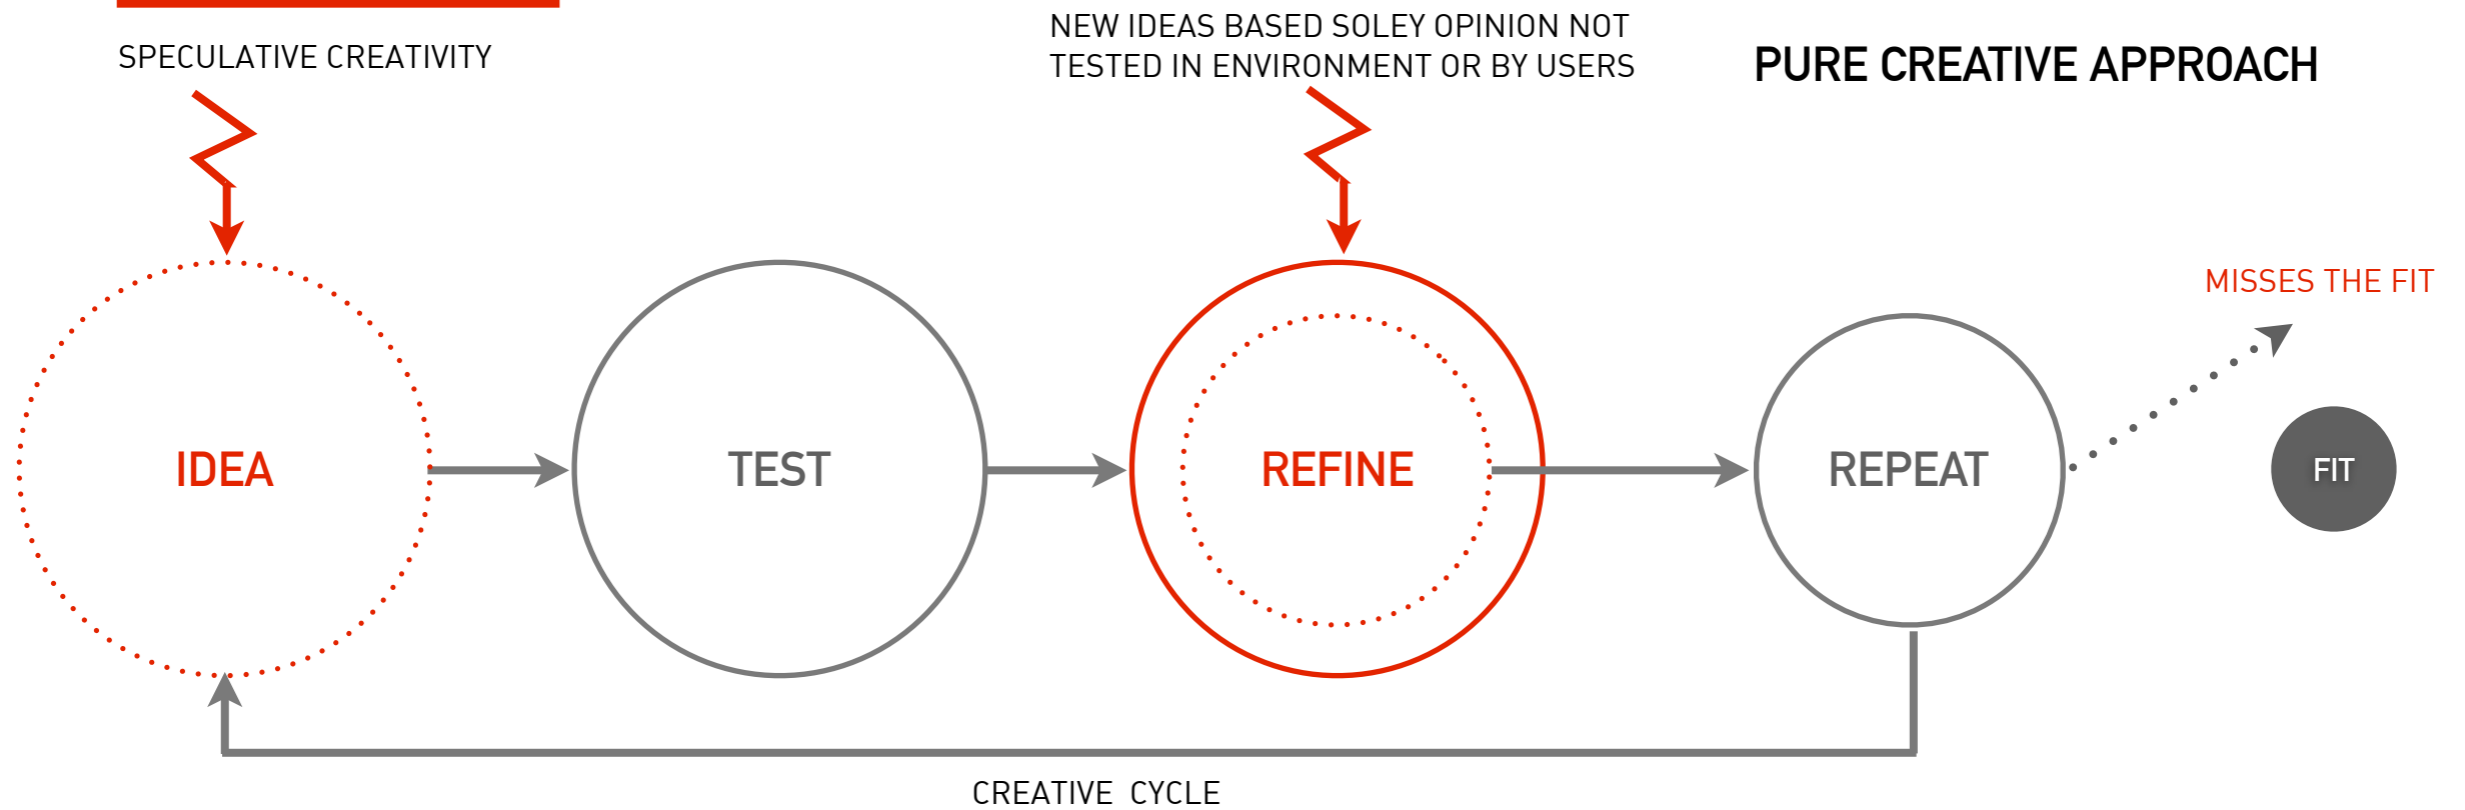 SPECULATIVE CREATIVITY
NEW IDEAS BASED SOLEY OPINION NOT
TESTED IN ENVIRONMENT OR BY USERS
PURE CREATIVE APPROACH
MISSES THE FIT
IDEA
TEST
REFINE
REPEAT
FIT
CREATIVE CYCLE